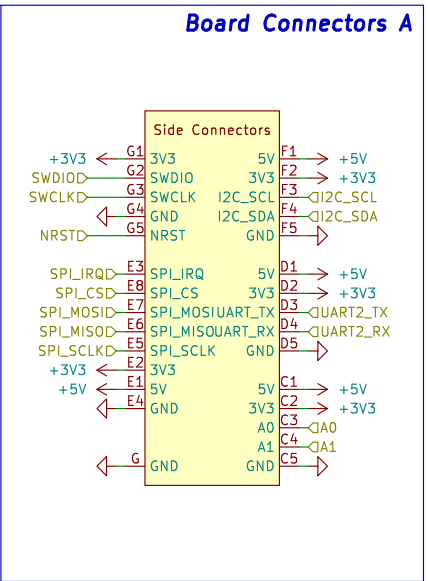 Board Connectors A
Side Connectors
+3V3 G1 3V3 5V F1 +5V
SWDIO G2 SWDIO 3V3 F2 +3V3
SWCLK G3 SWCLK I2C_SCL F3 I2C_SCL
G4 GND I2C_SDA F4 I2C_SDA
NRST G5 NRST GND F5
SPI_IRQ E3 SPI_IRQ 5V D1 +5V
SPI_CS E8 SPI_CS 3V3 D2 +3V3
SPI_MOSI E7 SPI_MOSI UART_TX D3 UART2_TX
SPI_MISO E6 SPI_MISO UART_RX D4 UART2_RX
SPI_SCLK E5 SPI_SCLK GND D5
+3V3 E2 3V3
+5V E1 5V 5V C1 +5V
E4 GND 3V3 C2 +3V3
A0 C3 A0
A1 C4 A1
G GND GND C5